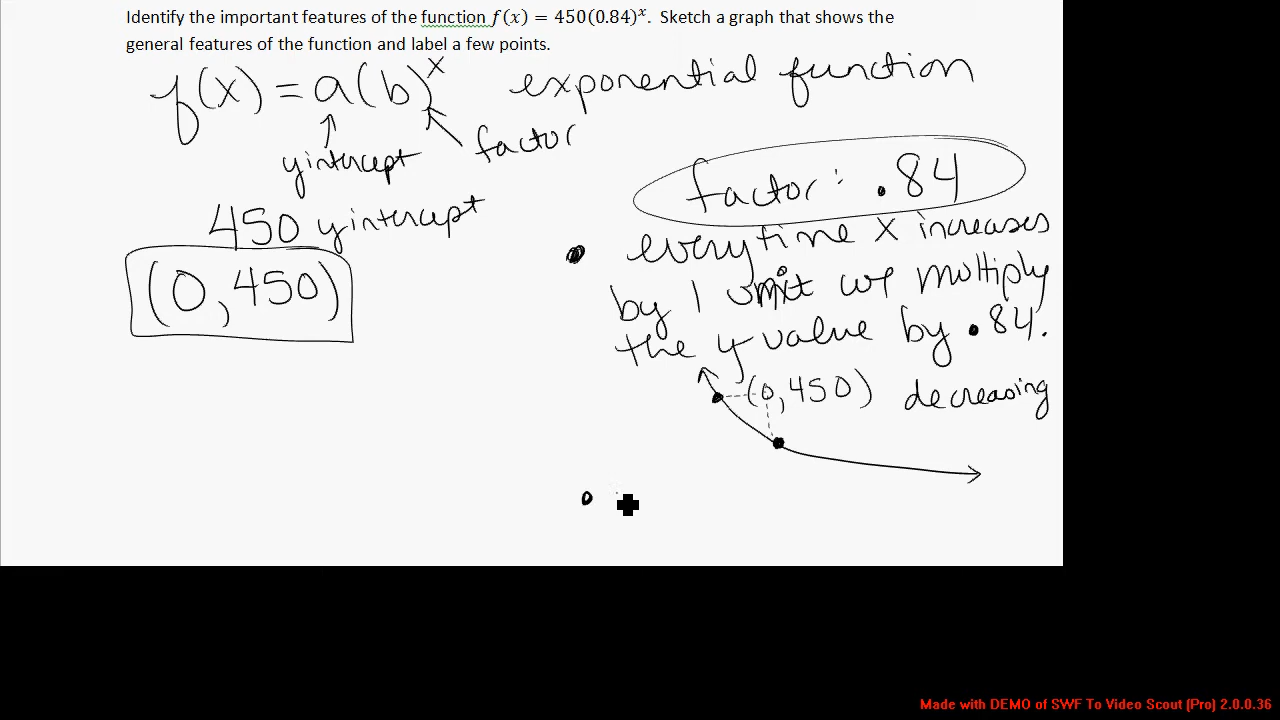 Identify the important features of the function f(x) = 450(0.84)^x. Sketch a graph that shows the
general features of the function and label a few points.
f(x) = a(b)^x exponential function
y intercept factor
450 y intercept
(0, 450)
factor: .84
everytime x increases
by 1 unit we multiply
the y value by .84.
(0, 450) decreasing
Made with DEMO of SWF To Video Scout (Pro) 2.0.0.36